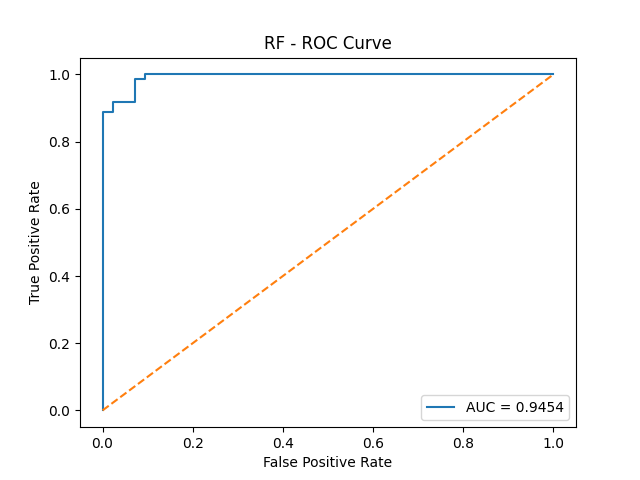 RF - ROC Curve
True Positive Rate
1.0
0.8
0.6
0.4
0.2
0.0
AUC = 0.9454
0.0 0.2 0.4 0.6 0.8 1.0
False Positive Rate